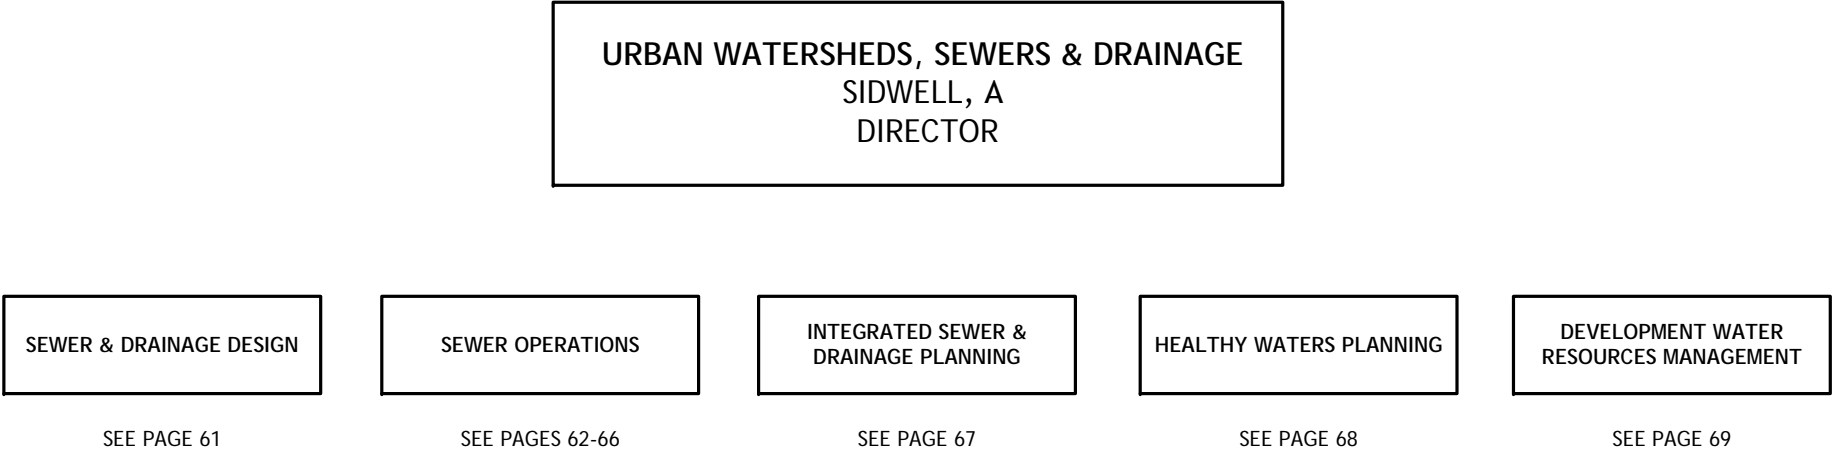 URBAN WATERSHEDS, SEWERS & DRAINAGE
SIDWELL, A
DIRECTOR
SEWER & DRAINAGE DESIGN
SEE PAGE 61
SEWER OPERATIONS
SEE PAGES 62-66
INTEGRATED SEWER &
DRAINAGE PLANNING
SEE PAGE 67
HEALTHY WATERS PLANNING
SEE PAGE 68
DEVELOPMENT WATER
RESOURCES MANAGEMENT
SEE PAGE 69